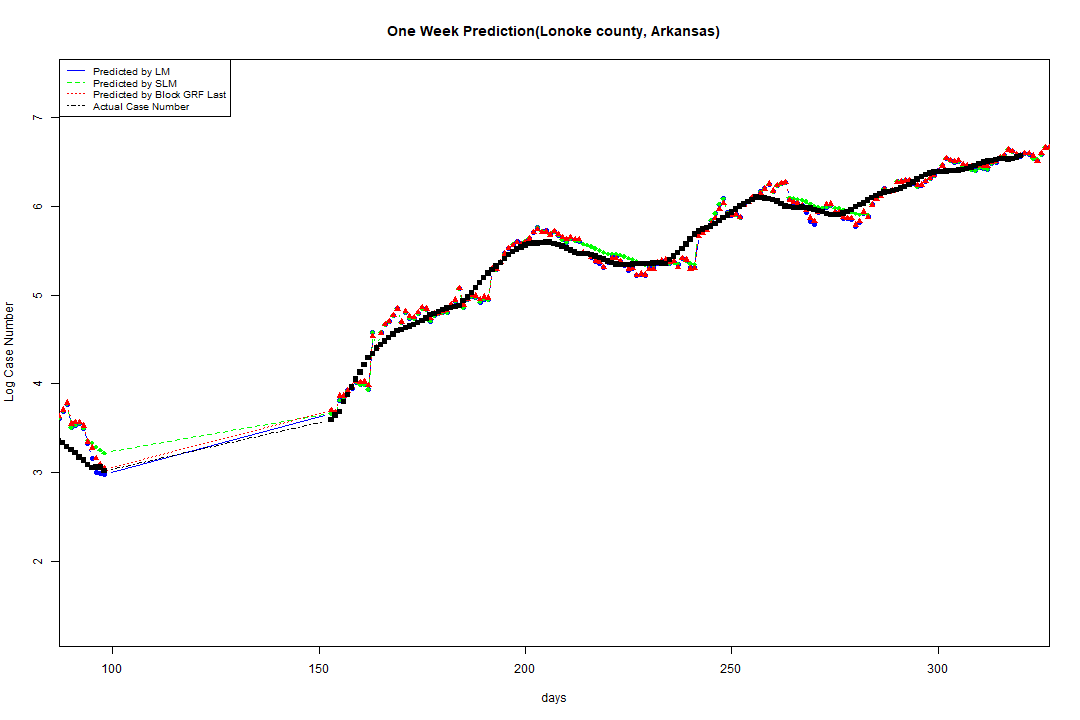 One Week Prediction(Lonoke county, Arkansas)
Predicted by LM
Predicted by SLM
Predicted by Block GRF Last
Actual Case Number
Log Case Number
7
6
5
4
3
2
100 150 200 250 300
days